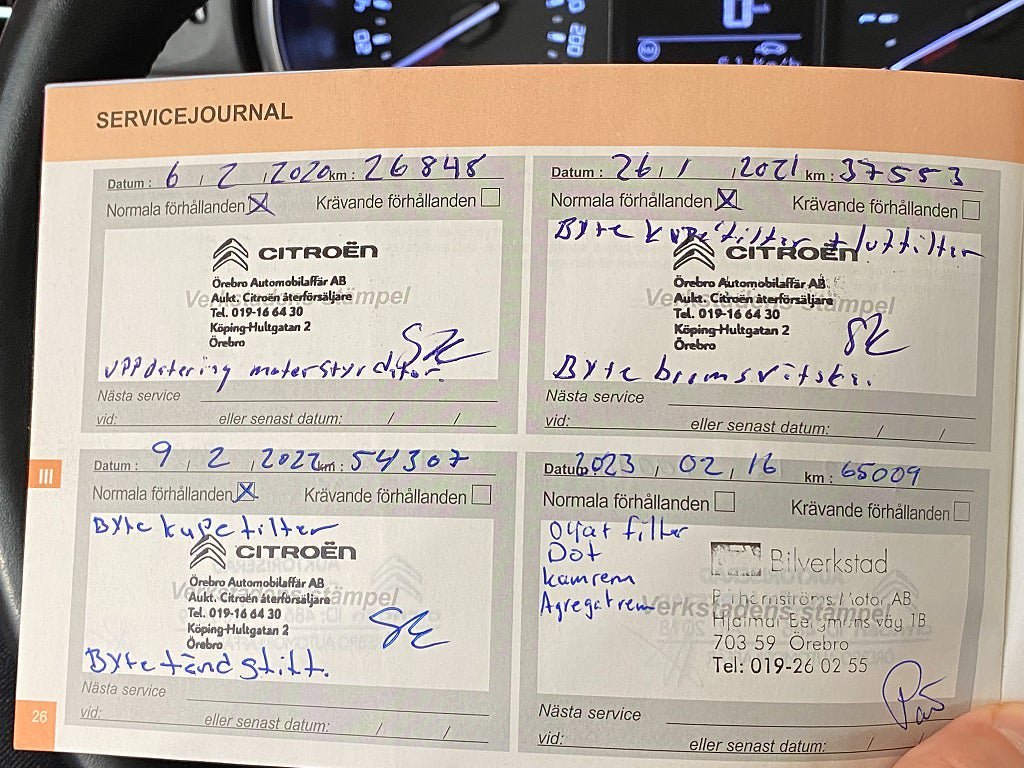 SERVICEJOURNAL
Datum : 6 / 2 / 2020 km : 26848
Normala förhållanden Krävande förhållanden
CITROËN
Örebro Automobilaffär AB
Aukt. Citroën återförsäljare
Verkstadens stämpel
Tel. 019-16 64 30
Köping-Hultgatan 2
Örebro
SK
Uppdatering motorstyrdator.
Nästa service
vid: eller senast datum: / /
Datum : 26 / 1 / 2021 km : 37553
Normala förhållanden Krävande förhållanden
Byte kupefilter + luftfilter
CITROËN
Örebro Automobilaffär AB
Aukt. Citroën återförsäljare
Verkstadens stämpel
Tel. 019-16 64 30
Köping-Hultgatan 2
Örebro
SK
Byte bromsvätska.
Nästa service
vid: eller senast datum: / /
III
Datum : 9 / 2 / 2022 km : 54307
Normala förhållanden Krävande förhållanden
Byte kupefilter
CITROËN
Örebro Automobilaffär AB
Aukt. Citroën återförsäljare
Verkstadens stämpel
Tel. 019-16 64 30
Köping-Hultgatan 2
Örebro
SK
Byte tändstift.
Nästa service
vid: eller senast datum: / /
Datum 2023 / 02 / 16 km : 65009
Normala förhållanden Krävande förhållanden
Oljat filter
Dot
kamrem
Agregatrem
Bilverkstad
Verkstadens stämpel
Motor AB
Hjalmar Bergmans väg 1B
703 59 Örebro
Tel: 019-26 02 55
Nästa service
vid: eller senast datum: / /
26